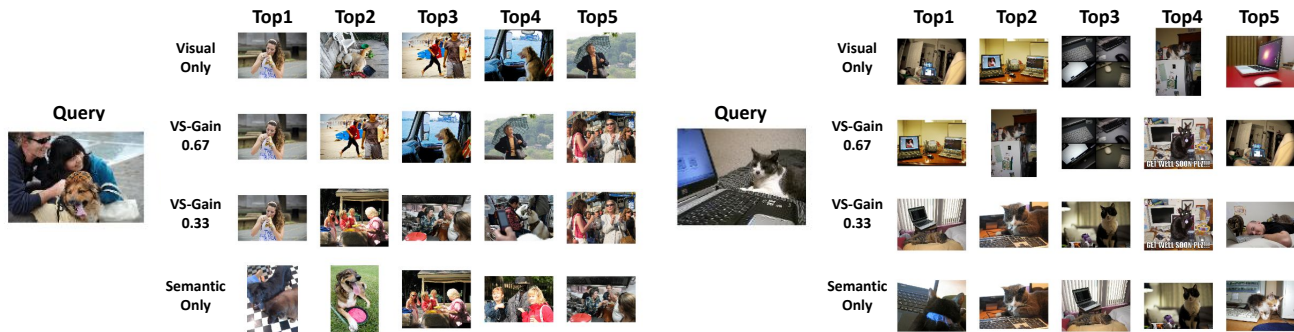 Top1 Top2 Top3 Top4 Top5
Visual
Only
Query
VS-Gain
0.67
VS-Gain
0.33
Semantic
Only
Top1 Top2 Top3 Top4 Top5
Visual
Only
Query
VS-Gain
0.67
GET WELL SOON PLZ!!!
VS-Gain
0.33
GET WELL SOON PLZ!!!
Semantic
Only